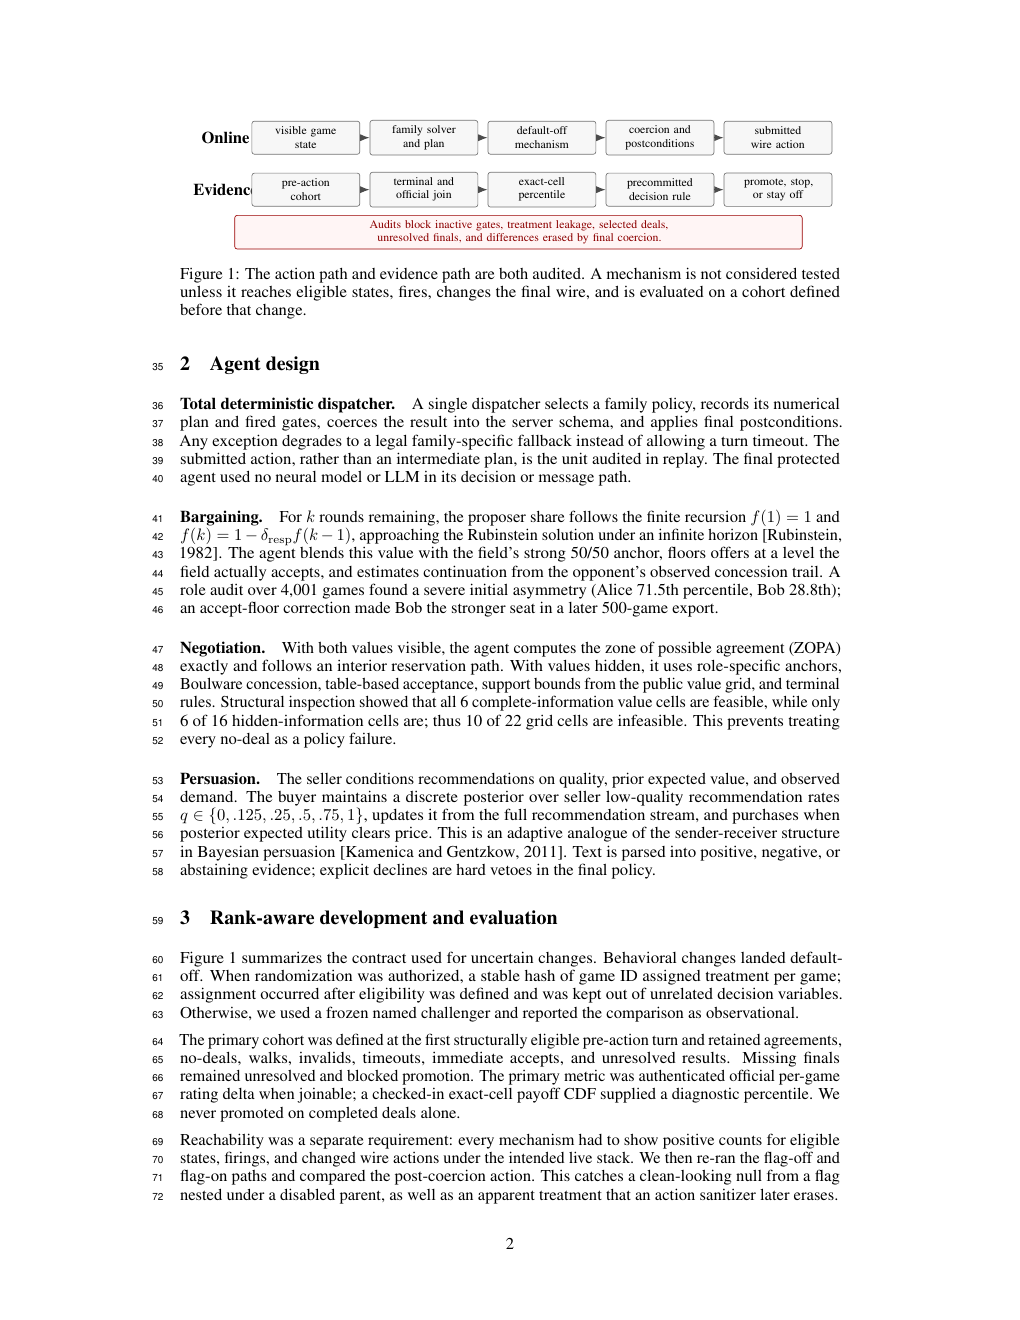 Online
visible game
state
family solver
and plan
default-off
mechanism
coercion and
postconditions
submitted
wire action
Evidenc
pre-action
cohort
terminal and
official join
exact-cell
percentile
precommitted
decision rule
promote, stop,
or stay off
Audits block inactive gates, treatment leakage, selected deals,
unresolved finals, and differences erased by final coercion.
Figure 1: The action path and evidence path are both audited. A mechanism is not considered tested
unless it reaches eligible states, fires, changes the final wire, and is evaluated on a cohort defined
before that change.
35 2 Agent design
36 Total deterministic dispatcher. A single dispatcher selects a family policy, records its numerical
37 plan and fired gates, coerces the result into the server schema, and applies final postconditions.
38 Any exception degrades to a legal family-specific fallback instead of allowing a turn timeout. The
39 submitted action, rather than an intermediate plan, is the unit audited in replay. The final protected
40 agent used no neural model or LLM in its decision or message path.
41 Bargaining. For k rounds remaining, the proposer share follows the finite recursion f(1) = 1 and
42 f(k) = 1 − δresp f(k − 1), approaching the Rubinstein solution under an infinite horizon [Rubinstein,
43 1982]. The agent blends this value with the field's strong 50/50 anchor, floors offers at a level the
44 field actually accepts, and estimates continuation from the opponent's observed concession trail. A
45 role audit over 4,001 games found a severe initial asymmetry (Alice 71.5th percentile, Bob 28.8th);
46 an accept-floor correction made Bob the stronger seat in a later 500-game export.
47 Negotiation. With both values visible, the agent computes the zone of possible agreement (ZOPA)
48 exactly and follows an interior reservation path. With values hidden, it uses role-specific anchors,
49 Boulware concession, table-based acceptance, support bounds from the public value grid, and terminal
50 rules. Structural inspection showed that all 6 complete-information value cells are feasible, while only
51 6 of 16 hidden-information cells are; thus 10 of 22 grid cells are infeasible. This prevents treating
52 every no-deal as a policy failure.
53 Persuasion. The seller conditions recommendations on quality, prior expected value, and observed
54 demand. The buyer maintains a discrete posterior over seller low-quality recommendation rates
55 q ∈ {0, .125, .25, .5, .75, 1}, updates it from the full recommendation stream, and purchases when
56 posterior expected utility clears price. This is an adaptive analogue of the sender-receiver structure
57 in Bayesian persuasion [Kamenica and Gentzkow, 2011]. Text is parsed into positive, negative, or
58 abstaining evidence; explicit declines are hard vetoes in the final policy.
59 3 Rank-aware development and evaluation
60 Figure 1 summarizes the contract used for uncertain changes. Behavioral changes landed default-
61 off. When randomization was authorized, a stable hash of game ID assigned treatment per game;
62 assignment occurred after eligibility was defined and was kept out of unrelated decision variables.
63 Otherwise, we used a frozen named challenger and reported the comparison as observational.
64 The primary cohort was defined at the first structurally eligible pre-action turn and retained agreements,
65 no-deals, walks, invalids, timeouts, immediate accepts, and unresolved results. Missing finals
66 remained unresolved and blocked promotion. The primary metric was authenticated official per-game
67 rating delta when joinable; a checked-in exact-cell payoff CDF supplied a diagnostic percentile. We
68 never promoted on completed deals alone.
69 Reachability was a separate requirement: every mechanism had to show positive counts for eligible
70 states, firings, and changed wire actions under the intended live stack. We then re-ran the flag-off and
71 flag-on paths and compared the post-coercion action. This catches a clean-looking null from a flag
72 nested under a disabled parent, as well as an apparent treatment that an action sanitizer later erases.
2